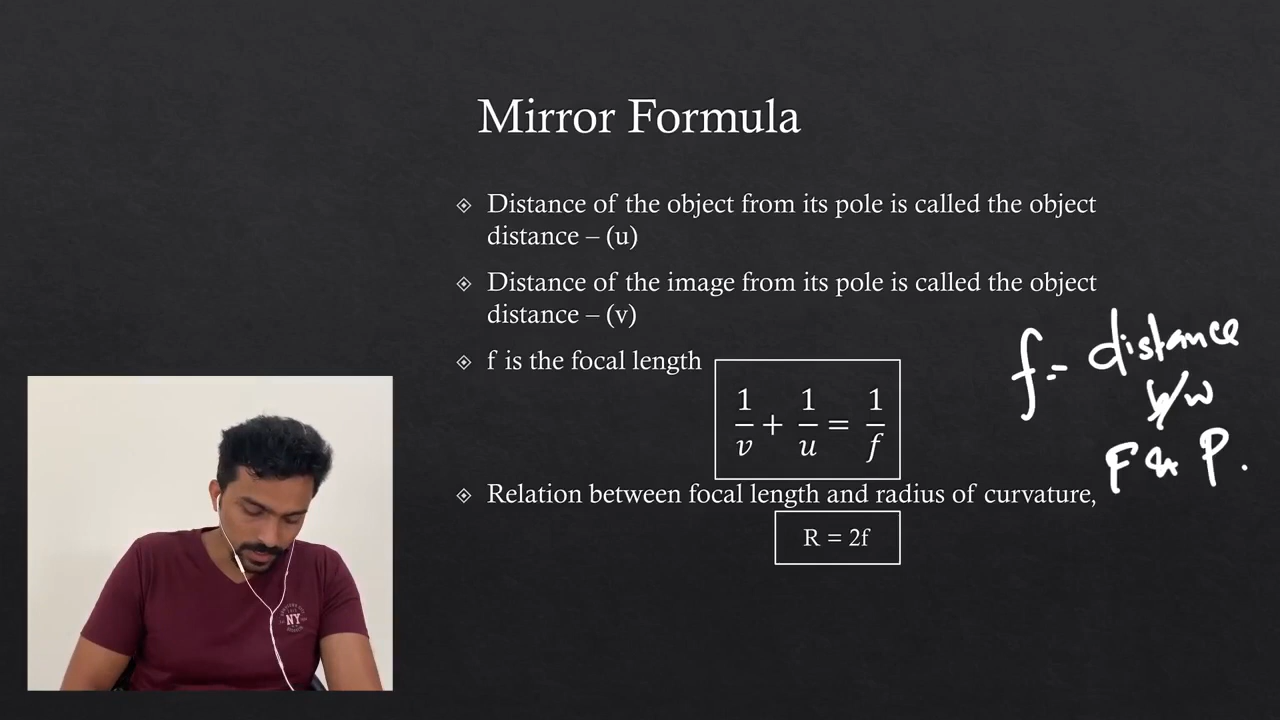 Mirror Formula
Distance of the object from its pole is called the object
distance – (u)
Distance of the image from its pole is called the object
distance – (v)
f is the focal length
1/v + 1/u = 1/f
Relation between focal length and radius of curvature,
R = 2f
f = distance
b/w
F & P.
NY